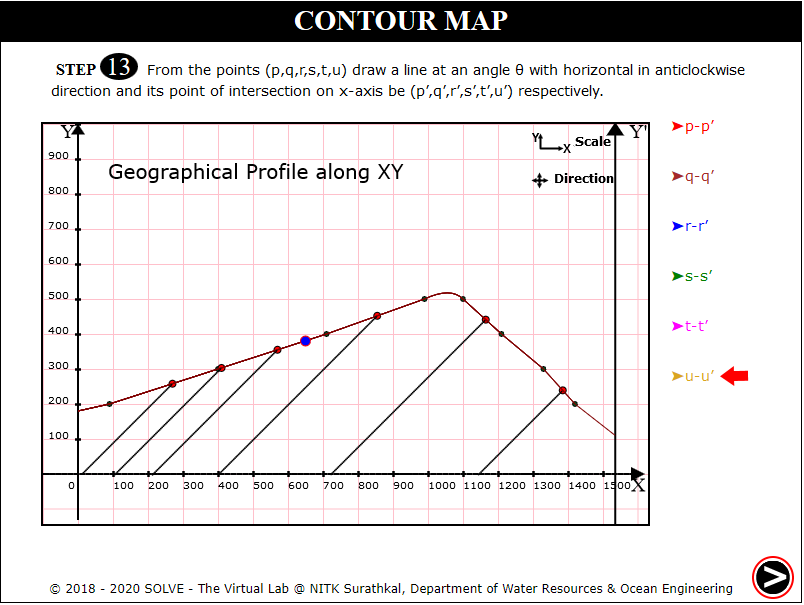 CONTOUR MAP
STEP 13 From the points (p,q,r,s,t,u) draw a line at an angle θ with horizontal in anticlockwise
direction and its point of intersection on x-axis be (p’,q’,r’,s’,t’,u’) respectively.
Y
Y'
Y
X
Scale
Geographical Profile along XY
Direction
900
800
700
600
500
400
300
200
100
0 100 200 300 400 500 600 700 800 900 1000 1100 1200 1300 1400 1500 X
➤p-p’
➤q-q’
➤r-r’
➤s-s’
➤t-t’
➤u-u’
© 2018 - 2020 SOLVE - The Virtual Lab @ NITK Surathkal, Department of Water Resources & Ocean Engineering